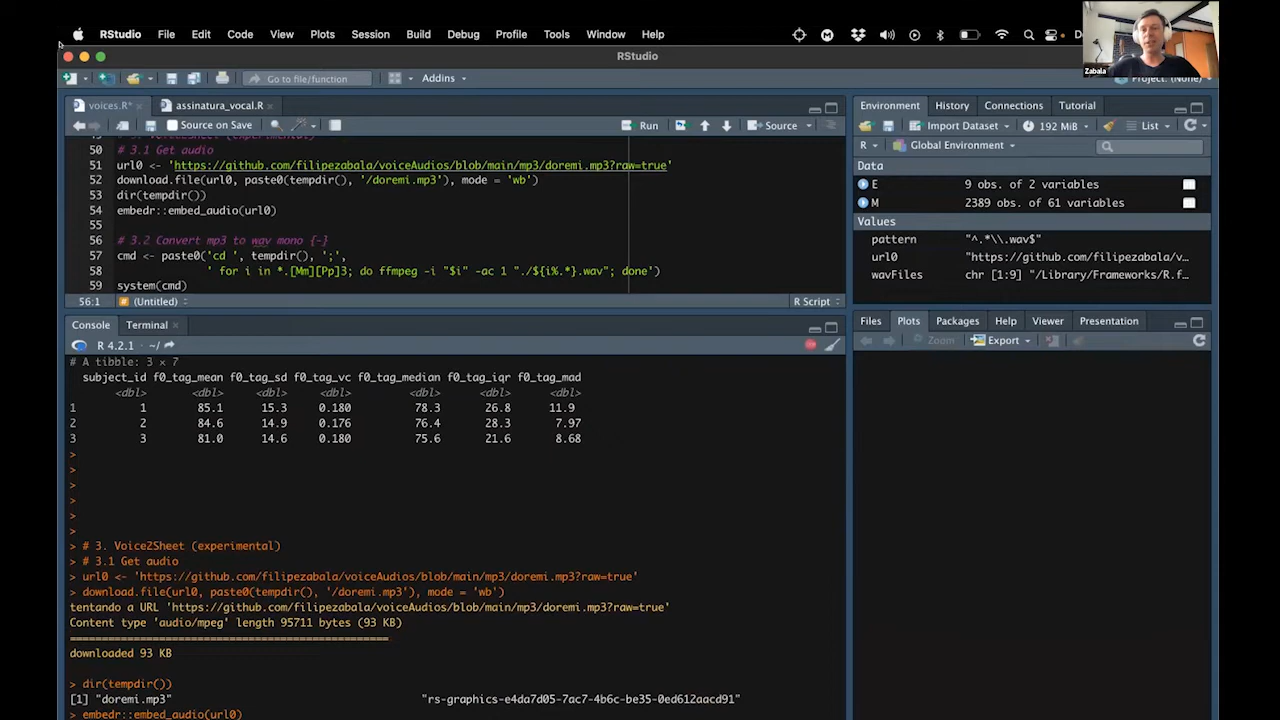 RStudio File Edit Code View Plots Session Build Debug Profile Tools Window Help
Zabala
RStudio
Project: (None)
Go to file/function
Addins
voices.R*
assinatura_vocal.R
Source on Save
Run
Source
50 # 3.1 Get audio
51 url0 <- 'https://github.com/filipezabala/voiceAudios/blob/main/mp3/doremi.mp3?raw=true'
52 download.file(url0, paste0(tempdir(), '/doremi.mp3'), mode = 'wb')
53 dir(tempdir())
54 embedr::embed_audio(url0)
55
56 # 3.2 Convert mp3 to wav mono {-}
57 cmd <- paste0('cd ', tempdir(), ';',
58 ' for i in *.[Mm][Pp]3; do ffmpeg -i "$i" -ac 1 "./${i%.*}.wav"; done')
59 system(cmd)
56:1 # (Untitled) R Script
Console Terminal
R 4.2.1 · ~/
# A tibble: 3 × 7
subject_id f0_tag_mean f0_tag_sd f0_tag_vc f0_tag_median f0_tag_iqr f0_tag_mad
<dbl> <dbl> <dbl> <dbl> <dbl> <dbl> <dbl>
1 1 85.1 15.3 0.180 78.3 26.8 11.9
2 2 84.6 14.9 0.176 76.4 28.3 7.97
3 3 81.0 14.6 0.180 75.6 21.6 8.68
>
>
>
>
>
>
> # 3. Voice2Sheet (experimental)
> # 3.1 Get audio
> url0 <- 'https://github.com/filipezabala/voiceAudios/blob/main/mp3/doremi.mp3?raw=true'
> download.file(url0, paste0(tempdir(), '/doremi.mp3'), mode = 'wb')
tentando a URL 'https://github.com/filipezabala/voiceAudios/blob/main/mp3/doremi.mp3?raw=true'
Content type 'audio/mpeg' length 95711 bytes (93 KB)
==================================================
downloaded 93 KB
> dir(tempdir())
[1] "doremi.mp3" "rs-graphics-e4da7d05-7ac7-4b6c-be35-0ed612aacd91"
> embedr::embed_audio(url0)
Environment History Connections Tutorial
Import Dataset 192 MiB List
R Global Environment
Data
E 9 obs. of 2 variables
M 2389 obs. of 61 variables
Values
pattern "^.*\\.wav$"
url0 "https://github.com/filipezabala/v…
wavFiles chr [1:9] "/Library/Frameworks/R.f…
Files Plots Packages Help Viewer Presentation
Zoom Export